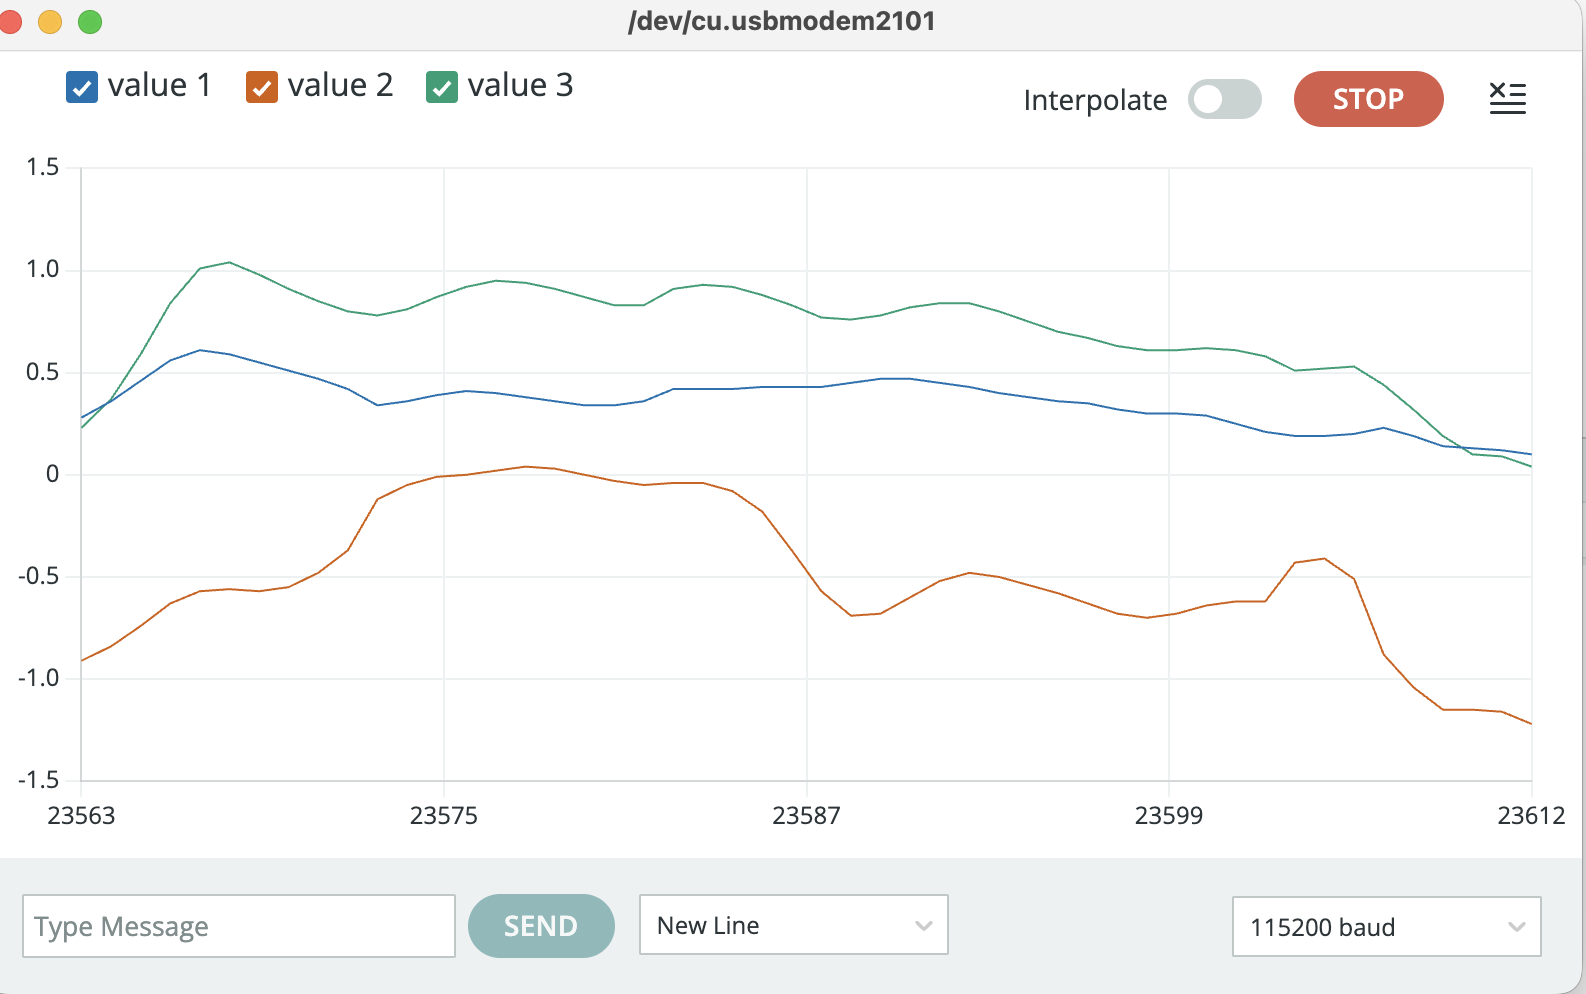 /dev/cu.usbmodem2101
value 1 value 2 value 3
Interpolate STOP
1.5
1.0
0.5
0
-0.5
-1.0
-1.5
23563 23575 23587 23599 23612
Type Message SEND New Line 115200 baud